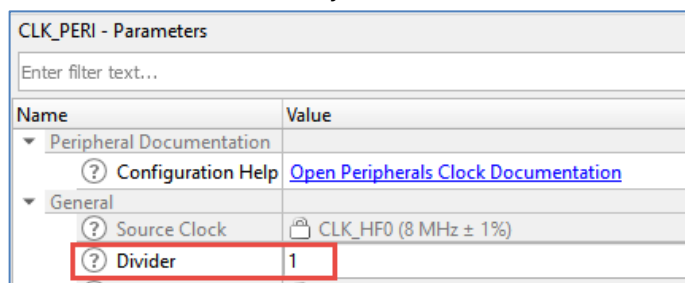 CLK_PERI - Parameters
Enter filter text...
Name Value
Peripheral Documentation
? Configuration Help Open Peripherals Clock Documentation
General
? Source Clock CLK_HF0 (8 MHz ± 1%)
? Divider 1